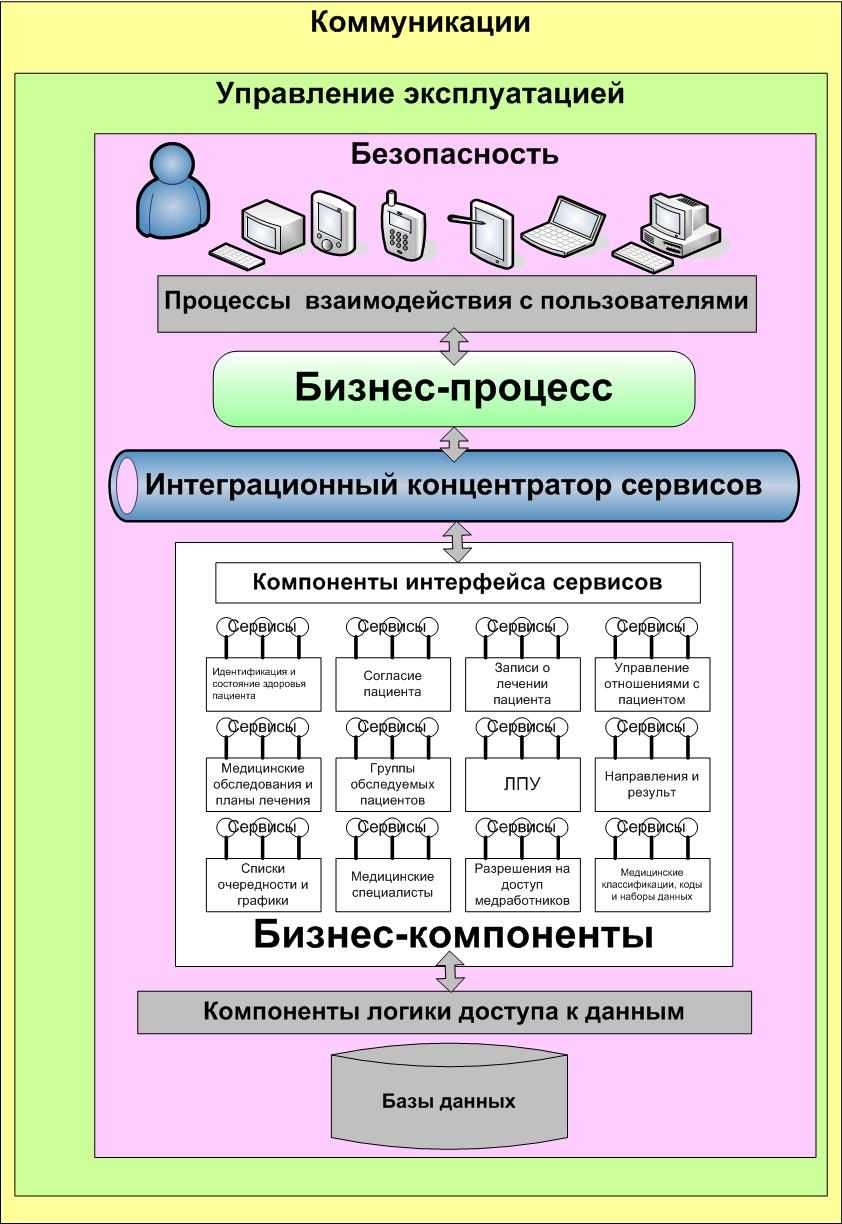 Коммуникации
Управление эксплуатацией
Безопасность
Процессы взаимодействия с пользователями
Бизнес-процесс
Интеграционный концентратор сервисов
Компоненты интерфейса сервисов
Сервисы
Сервисы
Сервисы
Сервисы
Идентификация и
состояние здоровья
пациента
Согласие
пациента
Записи о
лечении
пациента
Управление
отношениями с
пациентом
Сервисы
Сервисы
Сервисы
Сервисы
Медицинские
обследования и
планы лечения
Группы
обследуемых
пациентов
ЛПУ
Направления и
результ
Сервисы
Сервисы
Сервисы
Сервисы
Списки
очередности и
графики
Медицинские
специалисты
Разрешения на
доступ
медработников
Медицинские
классификации, коды
и наборы данных
Бизнес-компоненты
Компоненты логики доступа к данным
Базы данных